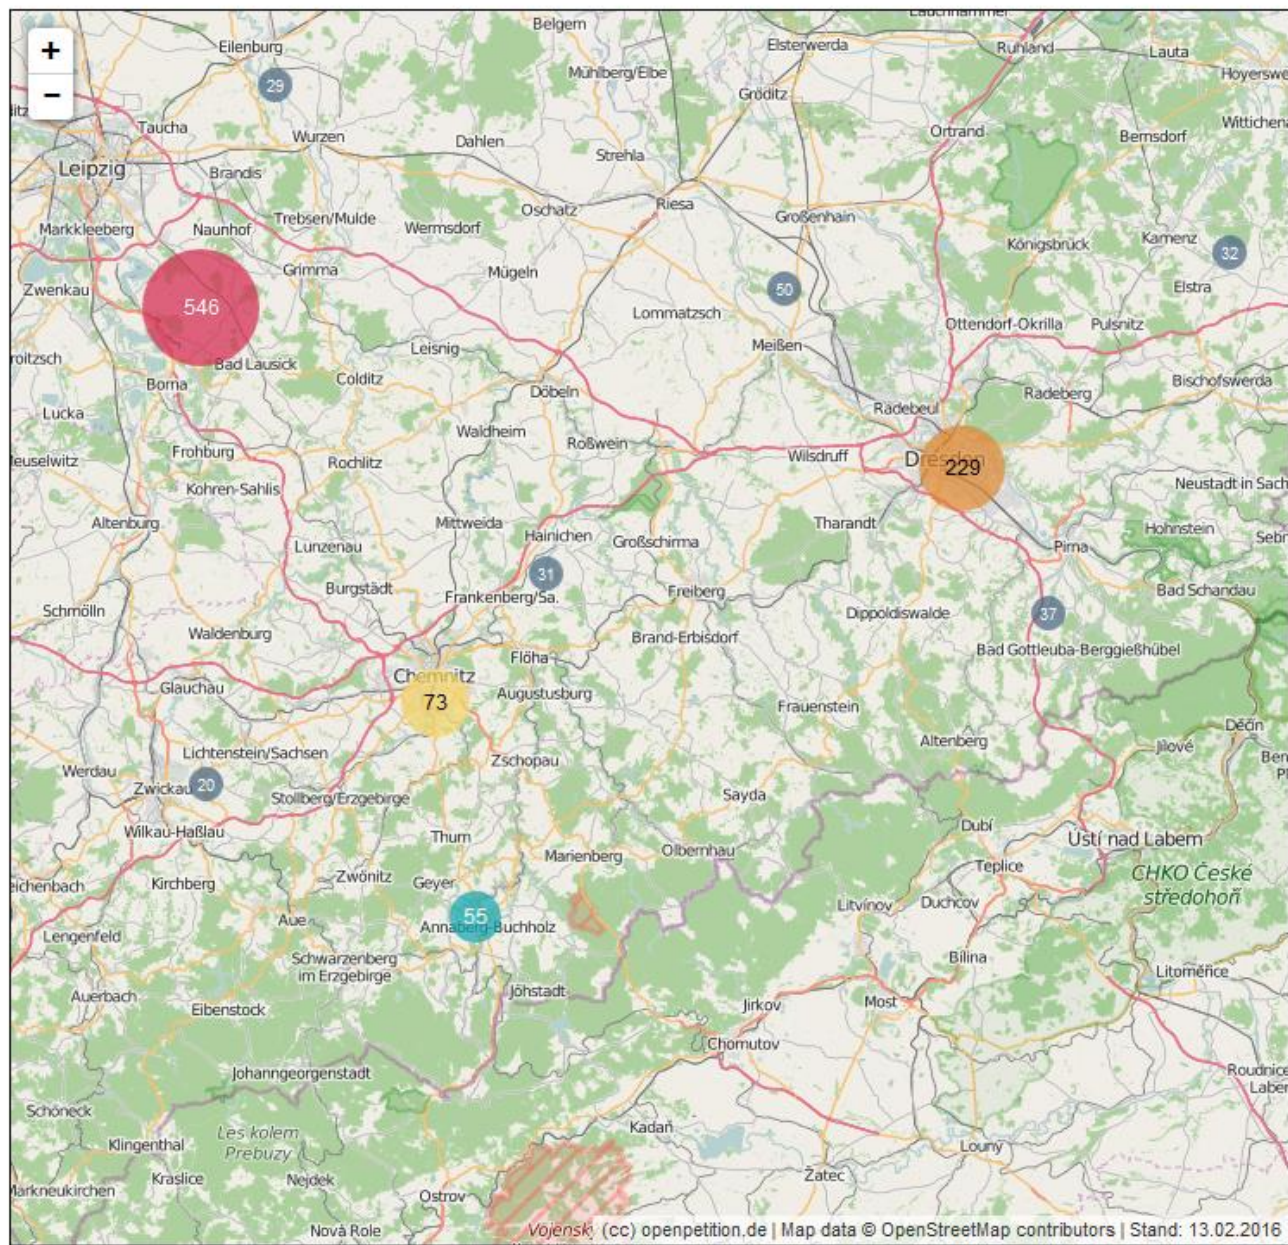 Belgern
+
Eilenburg
Elsterwerda
Ruhland
Lauta
Mühlberg/Elbe
Hoyerswe
29
Gröditz
−
Taucha
Wurzen
Dahlen
Ortrand
Bernsdorf
Wittichena
Strehla
Leipzig
Brandis
Riesa
Oschatz
Großenhain
Trebsen/Mulde
Markkleeberg
Naunhof
Wermsdorf
Königsbrück
Kamenz
32
Grimma
Mügeln
Zwenkau
50
Elstra
546
Lommatzsch
Ottendorf-Okrilla
Pulsnitz
Leisnig
Meißen
roitzsch
Bad Lausick
Borna
Colditz
Döbeln
Bischofswerda
Radeberg
Lucka
Radebeul
Waldheim
Roßwein
Frohburg
Wilsdruff
Dresden
229
Meuselwitz
Rochlitz
Kohren-Sahlis
Neustadt in Sach
Altenburg
Mittweida
Hainichen
Großschirma
Tharandt
Hohnstein
Sebn
Lunzenau
Pirna
31
Burgstädt
Frankenberg/Sa.
Freiberg
Bad Schandau
Schmölln
Dippoldiswalde
37
Waldenburg
Brand-Erbisdorf
Bad Gottleuba-Berggießhübel
Flöha
Chemnitz
Glauchau
Augustusburg
73
Frauenstein
Děčín
Altenberg
Jílové
Lichtenstein/Sachsen
Zschopau
Werdau
Zwickau
20
Stollberg/Erzgebirge
Sayda
Wilkau-Haßlau
Thum
Dubí
Ústí nad Labem
Marienberg
Olbernhau
Teplice
CHKO České
středohoří
Zwönitz
Geyer
eichenbach
Kirchberg
Litvínov
Duchcov
55
Aue
Annaberg-Buchholz
Lengenfeld
Schwarzenberg
im Erzgebirge
Bílina
Litoměřice
Auerbach
Jöhstadt
Eibenstock
Jirkov
Most
Chomutov
Johanngeorgenstadt
Roudnice
Laber
Schöneck
Kadaň
Klingenthal
Les kolem
Prebuzy
Louny
Kraslice
Nejdek
Žatec
Markneukirchen
Ostrov
Nová Role
Vojensk
(cc) openpetition.de | Map data © OpenStreetMap contributors | Stand: 13.02.2016